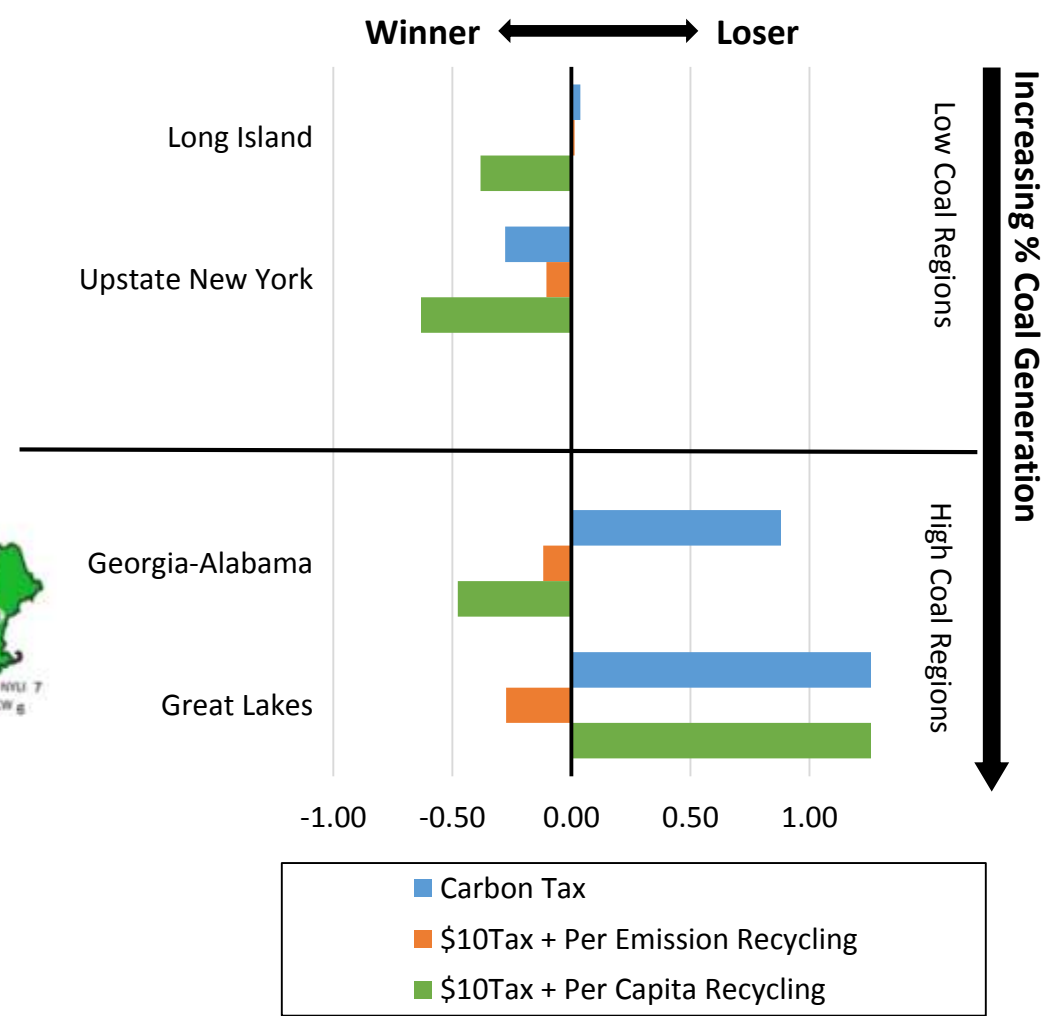 Winner Loser
Long Island
Upstate New York
Georgia-Alabama
Great Lakes
Low Coal Regions
High Coal Regions
Increasing % Coal Generation
NYLI 7
-1.00 -0.50 0.00 0.50 1.00
Carbon Tax
$10Tax + Per Emission Recycling
$10Tax + Per Capita Recycling